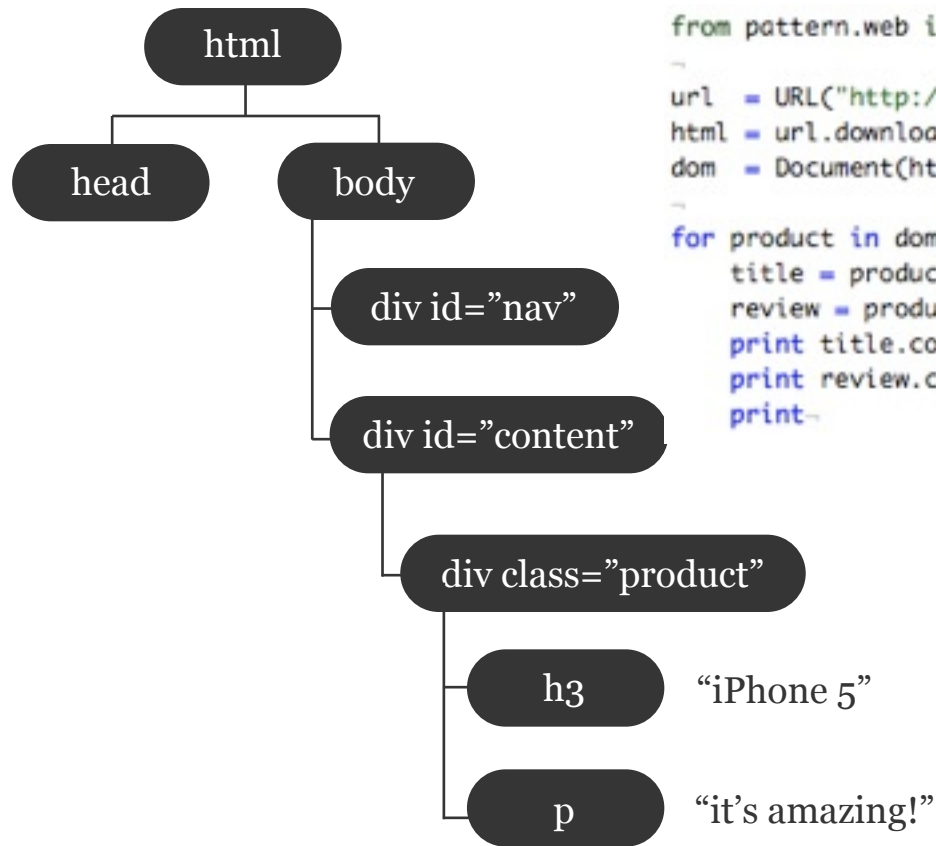 html
head
body
div id=”nav”
div id=”content”
div class=”product”
h3
“iPhone 5”
p
“it’s amazing!”
from pattern.web i
url = URL("http:/
html = url.downloa
dom = Document(ht
for product in dom
title = produc
review = produ
print title.co
print review.c
print